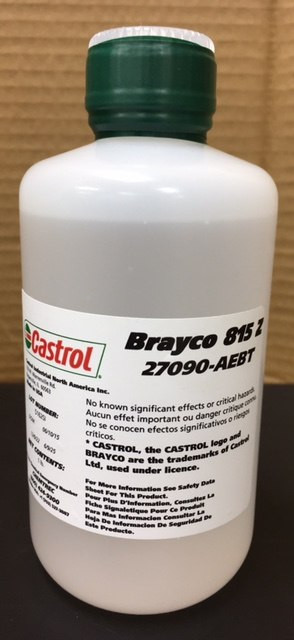 Castrol
Industrial North America Inc.
Brayco 815 Z
27090-AEBT
LOT NUMBER:
No known significant effects or critical hazards.
Aucun effet important ou danger critique connu
No se conocen efectos significativos o riesgos
críticos.
* CASTROL, the CASTROL logo and
BRAYCO are the trademarks of Castrol
Ltd, used under licence.
CONTENTS:
For More Information See Safety Data
Sheet For This Product.
Pour Plus D'information, Consultez La
Fiche Signaletique Pour Ce Produit
Para Mas Informacion Consultar La
Hoja De Informacion De Seguridad De
Este Producto.